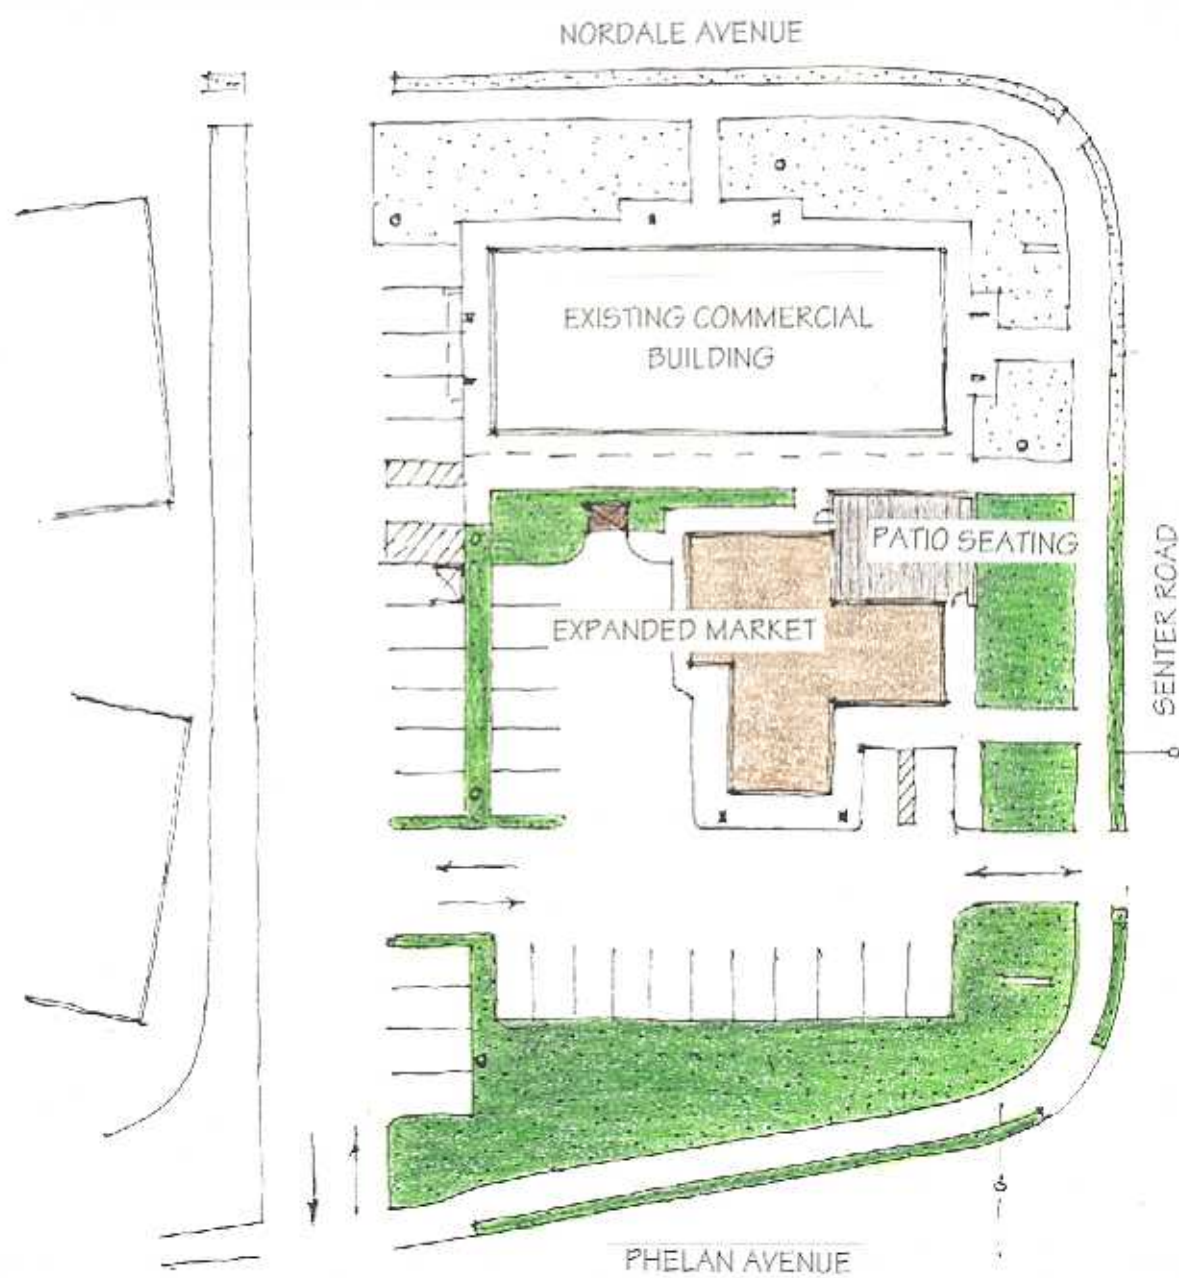 NORDALE AVENUE
EXISTING COMMERCIAL
BUILDING
PATIO SEATING
EXPANDED MARKET
SENTER ROAD
PHELAN AVENUE